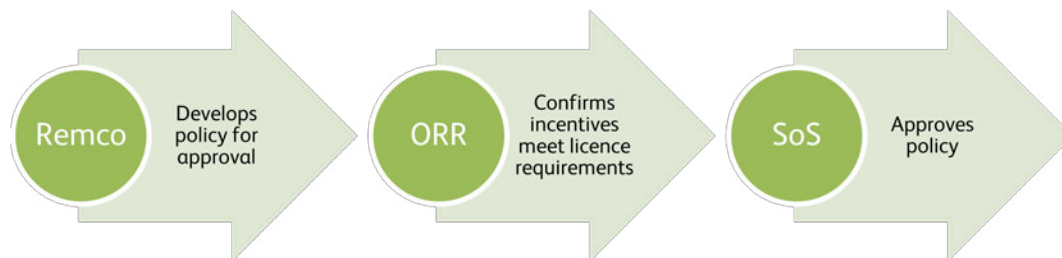 Remco
Develops
policy for
approval
ORR
Confirms
incentives
meet licence
requirements
SoS
Approves
policy